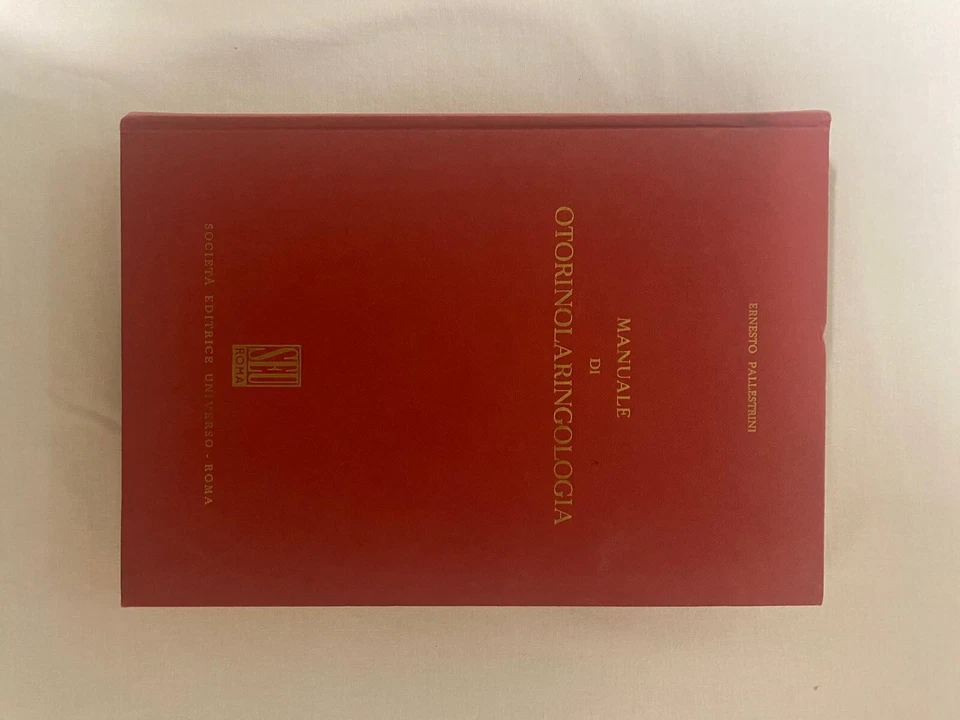 ERNESTO PALLESTRINI
MANUALE
DI
OTORINOLARINGOLOGIA
SEU
ROMA
SOCIETÀ EDITRICE UNIVERSO - ROMA